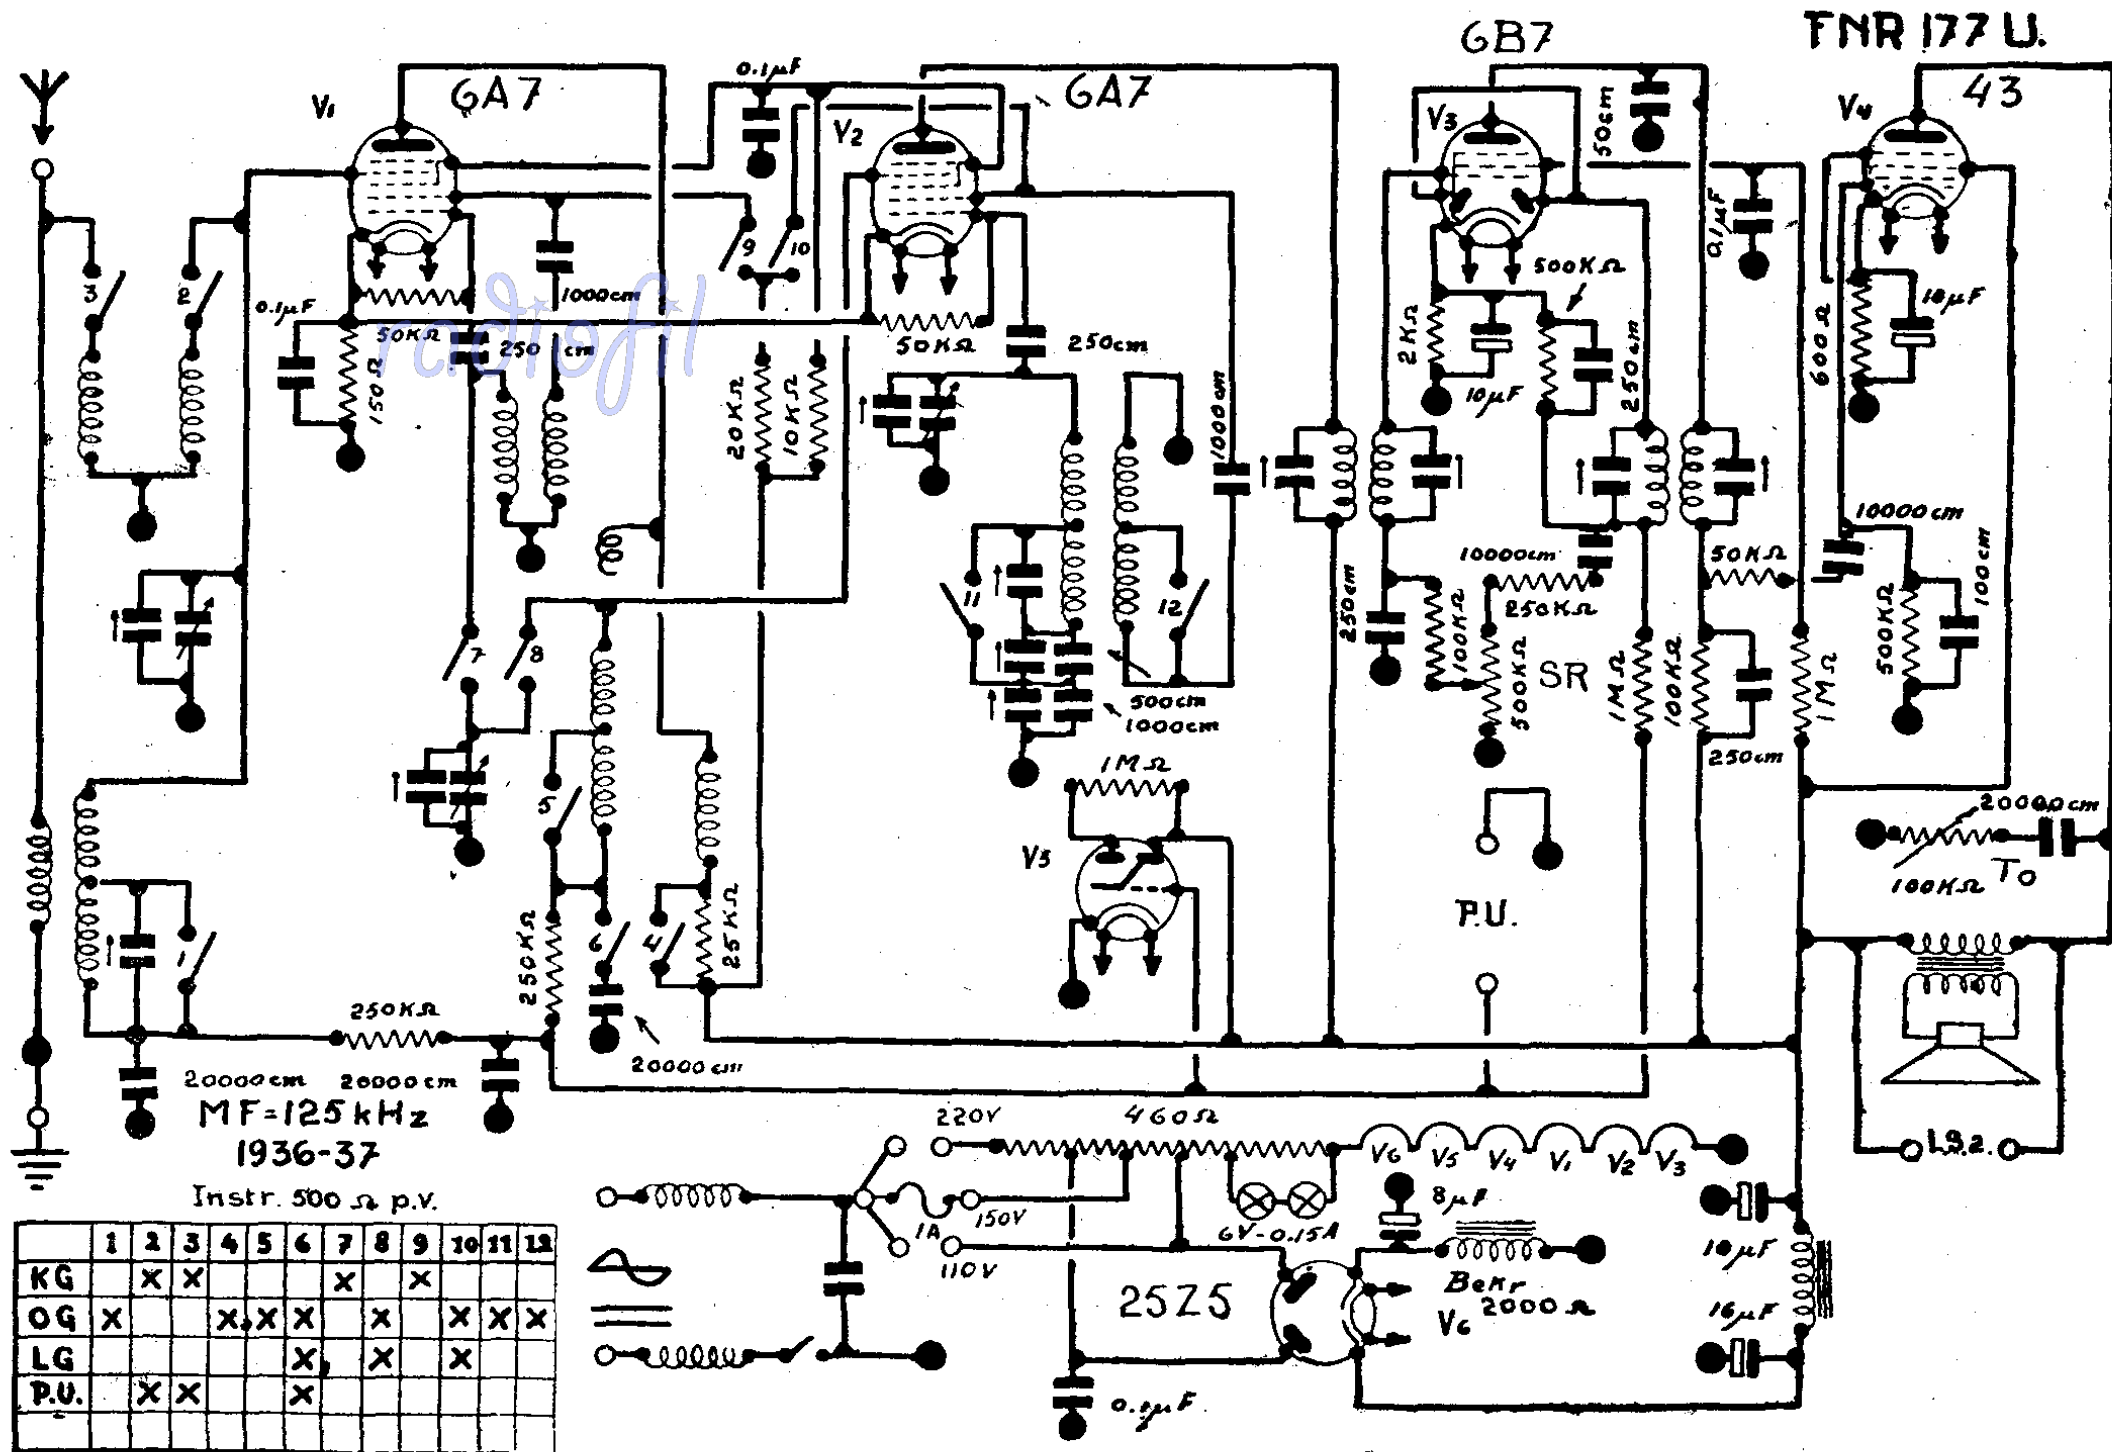 FNR 177 U.
6B7
6A7
6A7
43
V1
V2
V3
V4
0.1µF
50cm
0.1µF
3
2
9
10
0.1µF
1000cm
500KΩ
10µF
50KΩ
250 cm
150Ω
radiofil
50KΩ
250cm
2KΩ
10µF
250cm
600Ω
20KΩ
10KΩ
1000cm
10000cm
10000cm
50KΩ
100cm
250KΩ
250cm
100KΩ
500KΩ
SR
1MΩ
100KΩ
1MΩ
500KΩ
7
8
11
12
500cm
1000cm
250cm
1MΩ
V5
5
6
4
1
250KΩ
25KΩ
P.U.
20000cm
100KΩ
To
250KΩ
20000cm
20000cm
20000cm
MF=125kHz
1936-37
Instr. 500 Ω p.v.
220V
460Ω
V6 V5 V4 V1 V2 V3
L.S.2.
1A
150V
110V
6V-0.15A
8µF
10µF
25Z5
Bekr
2000Ω
V6
16µF
0.1µF
1 2 3 4 5 6 7 8 9 10 11 12
KG X X X X
OG X X X X X X X X
LG X X X
P.U. X X X